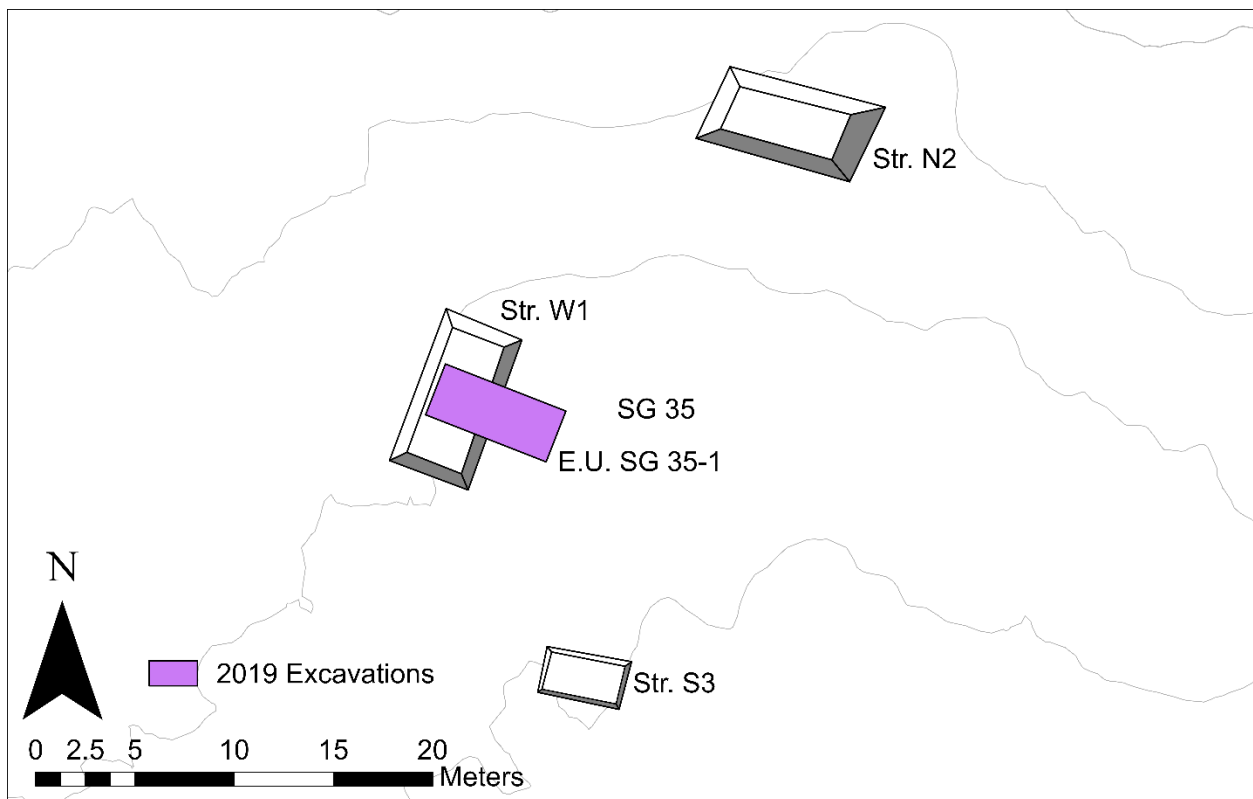 Str. N2
Str. W1
SG 35
E.U. SG 35-1
N
2019 Excavations
Str. S3
0 2.5 5 10 15 20
Meters